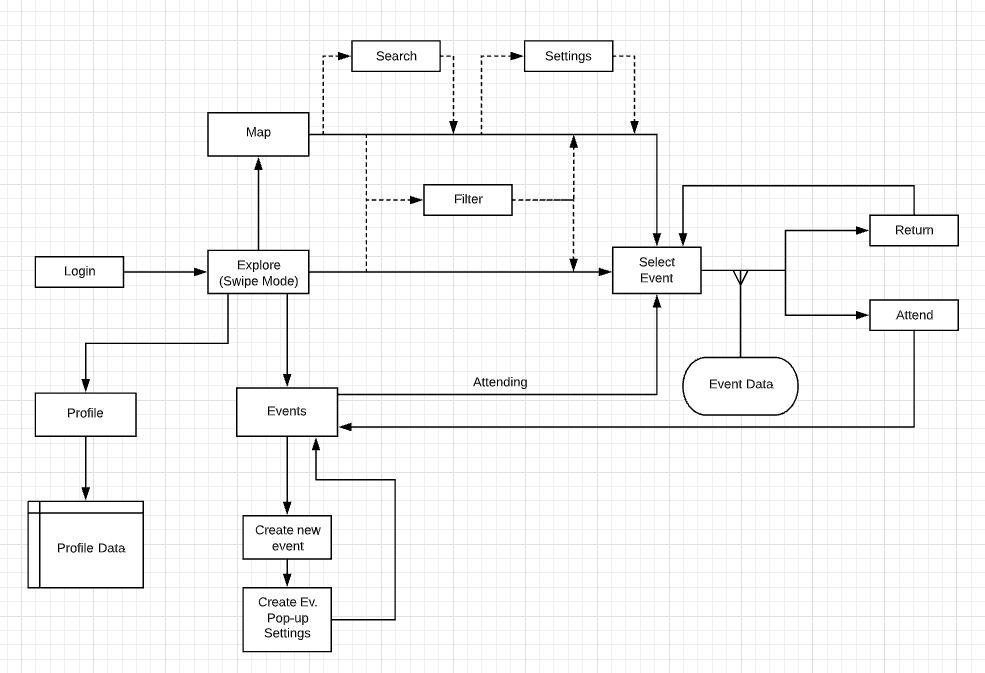 Search
Settings
Map
Filter
Return
Login
Explore
(Swipe Mode)
Select
Event
Attend
Attending
Event Data
Profile
Events
Create new
event
Profile Data
Create Ev.
Pop-up
Settings